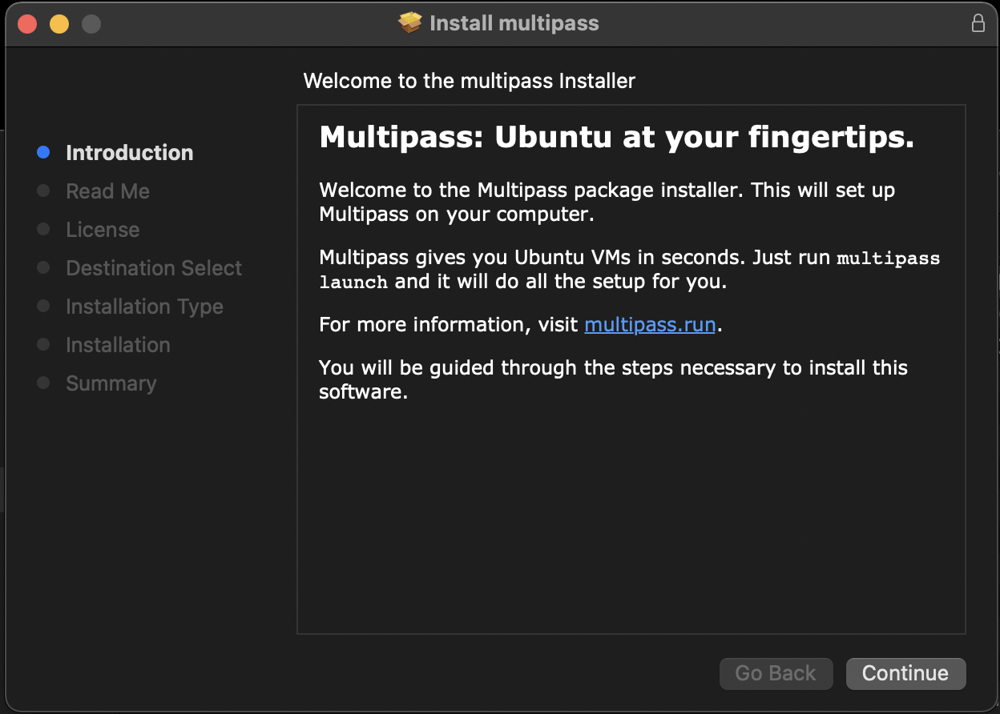 Install multipass
Welcome to the multipass Installer
Introduction
Read Me
License
Destination Select
Installation Type
Installation
Summary
Multipass: Ubuntu at your fingertips.
Welcome to the Multipass package installer. This will set up
Multipass on your computer.
Multipass gives you Ubuntu VMs in seconds. Just run multipass
launch and it will do all the setup for you.
For more information, visit multipass.run.
You will be guided through the steps necessary to install this
software.
Go Back
Continue